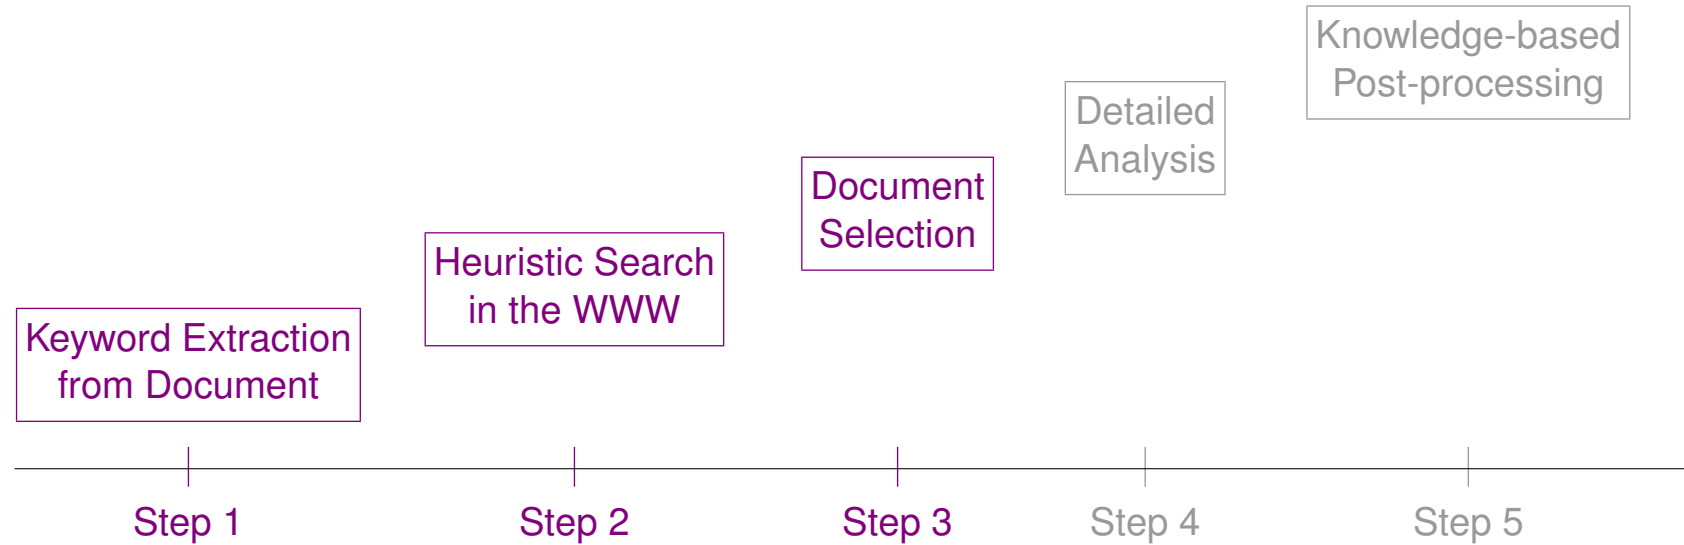 Keyword Extraction
from Document
Heuristic Search
in the WWW
Document
Selection
Detailed
Analysis
Knowledge-based
Post-processing
Step 1
Step 2
Step 3
Step 4
Step 5